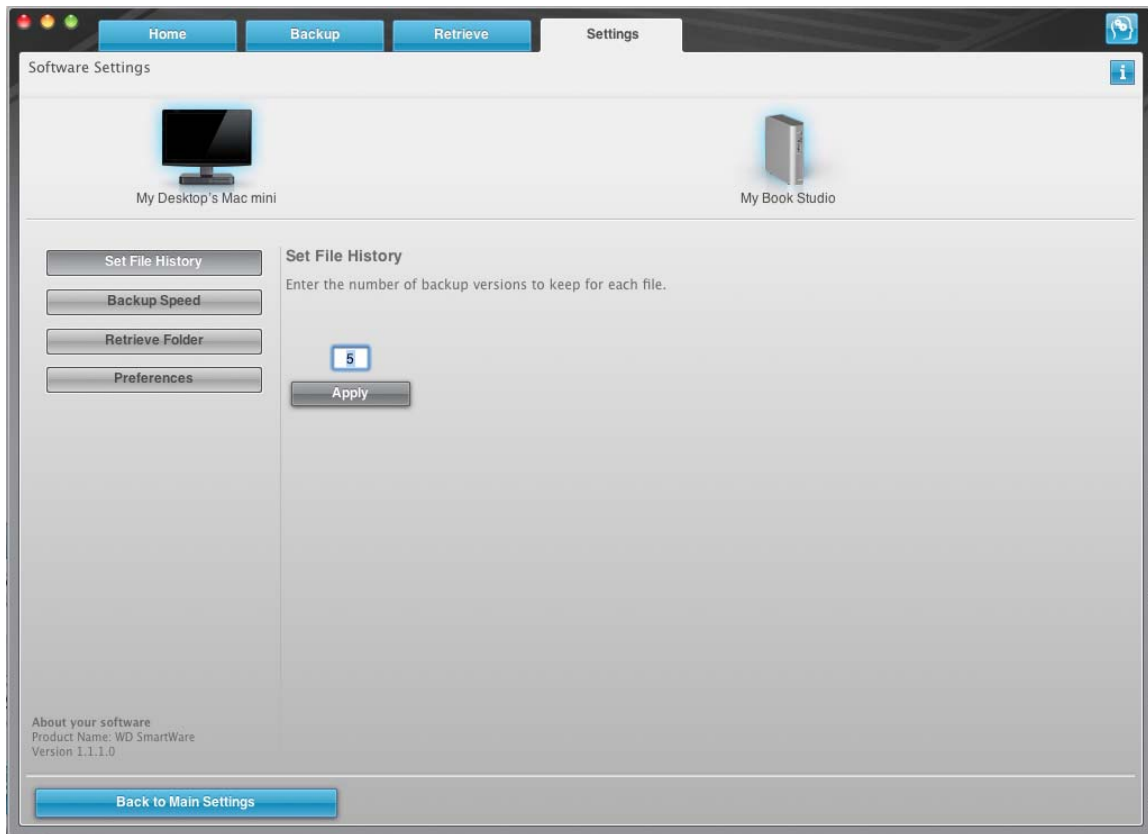 Home
Backup
Retrieve
Settings
Software Settings
i
My Desktop's Mac mini
My Book Studio
Set File History
Backup Speed
Retrieve Folder
Preferences
Set File History
Enter the number of backup versions to keep for each file.
5
Apply
About your software
Product Name: WD SmartWare
Version 1.1.1.0
Back to Main Settings